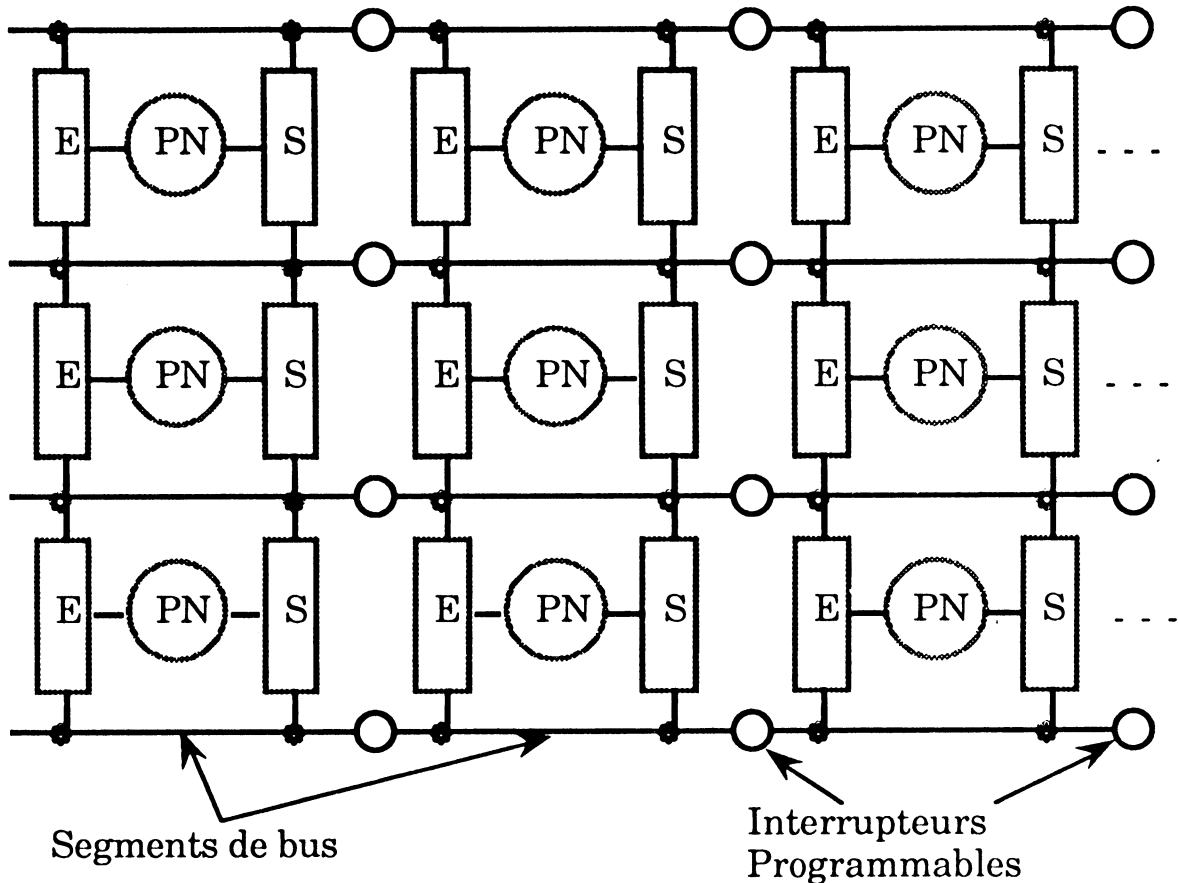 E PN S E PN S E PN S - - -
E PN S E PN S E PN S - - -
E PN S E PN S E PN S - - - -
Segments de bus
Interrupteurs
Programmables